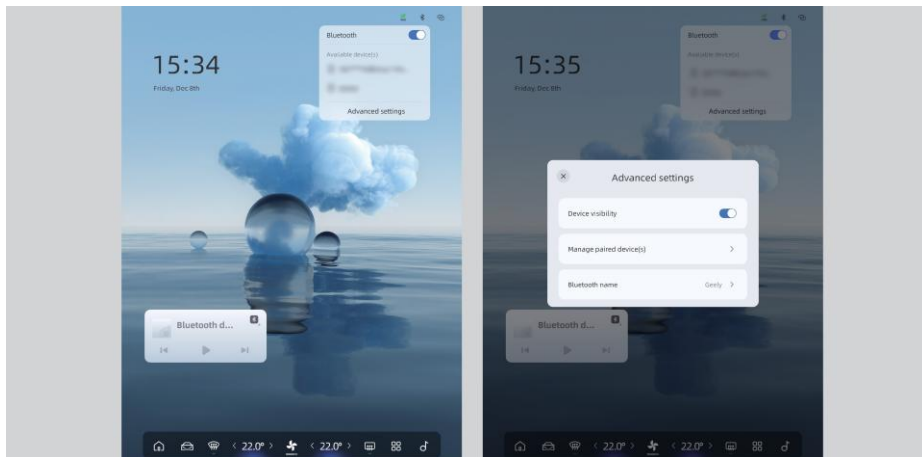 Bluetooth
15:34
Available device(s)
Friday, Dec 8th
Advanced settings
Bluetooth d...
22.0°
22.0°
Bluetooth
15:35
Available device(s)
Friday, Dec 8th
Advanced settings
Advanced settings
Device visibility
Manage paired device(s)
Bluetooth name
Geely
Bluetooth d...
22.0°
22.0°